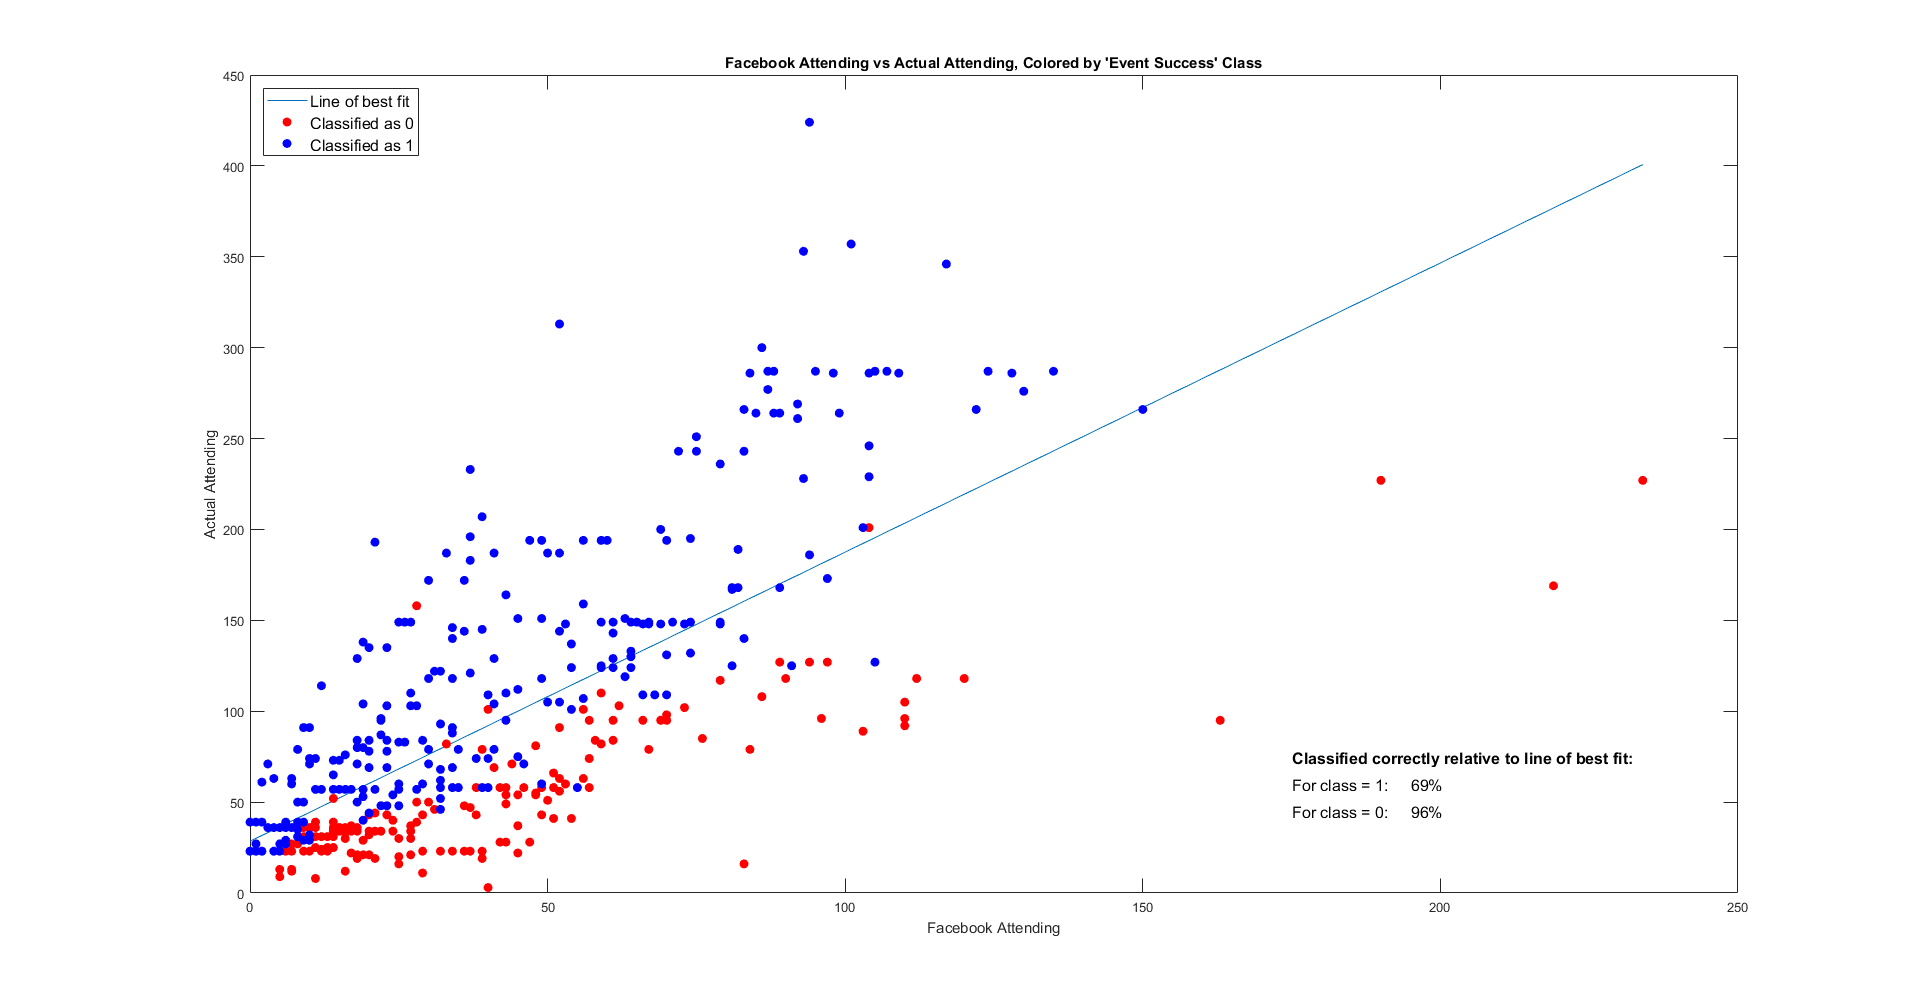 Facebook Attending vs Actual Attending, Colored by 'Event Success' Class
Line of best fit
Classified as 0
Classified as 1
450
400
350
300
250
200
150
100
50
0
Actual Attending
0
50
100
150
200
250
Facebook Attending
Classified correctly relative to line of best fit:
For class = 1: 69%
For class = 0: 96%